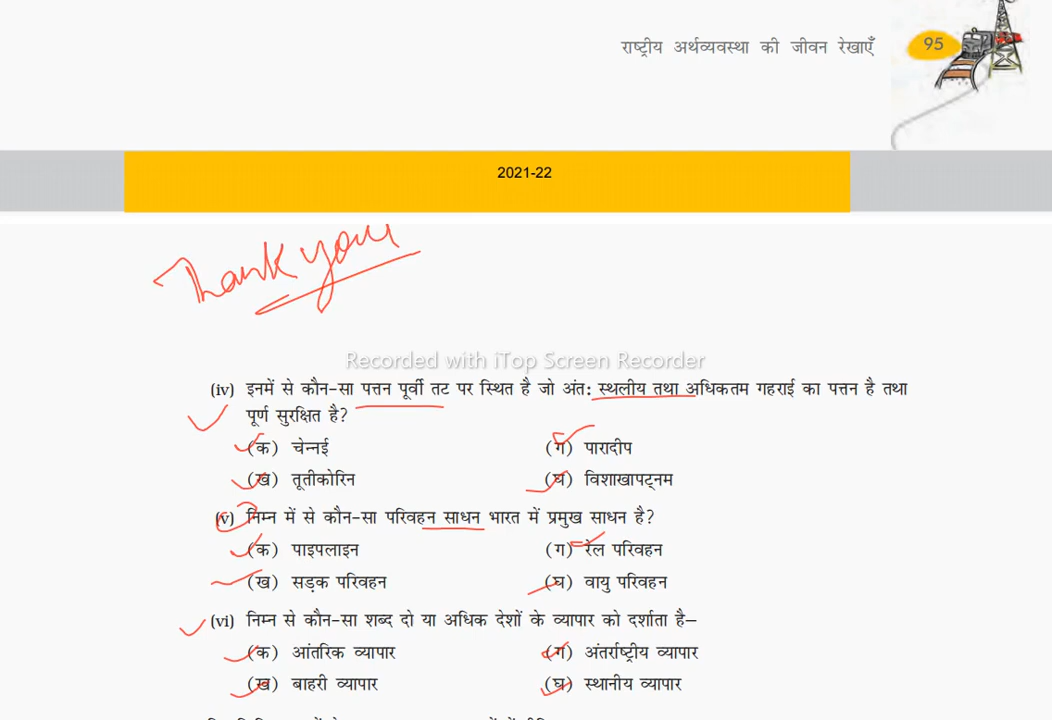 राष्ट्रीय अर्थव्यवस्था की जीवन रेखाएँ 95
2021-22
Thank you
Recorded with iTop Screen Recorder
(iv) इनमें से कौन-सा पत्तन पूर्वी तट पर स्थित है जो अंत: स्थलीय तथा अधिकतम गहराई का पत्तन है तथा
पूर्ण सुरक्षित है?
(क) चेन्नई (ग) पारादीप
(ख) तूतीकोरिन (घ) विशाखापट्नम
(v) निम्न में से कौन-सा परिवहन साधन भारत में प्रमुख साधन है?
(क) पाइपलाइन (ग) रेल परिवहन
(ख) सड़क परिवहन (घ) वायु परिवहन
(vi) निम्न से कौन-सा शब्द दो या अधिक देशों के व्यापार को दर्शाता है–
(क) आंतरिक व्यापार (ग) अंतर्राष्ट्रीय व्यापार
(ख) बाहरी व्यापार (घ) स्थानीय व्यापार